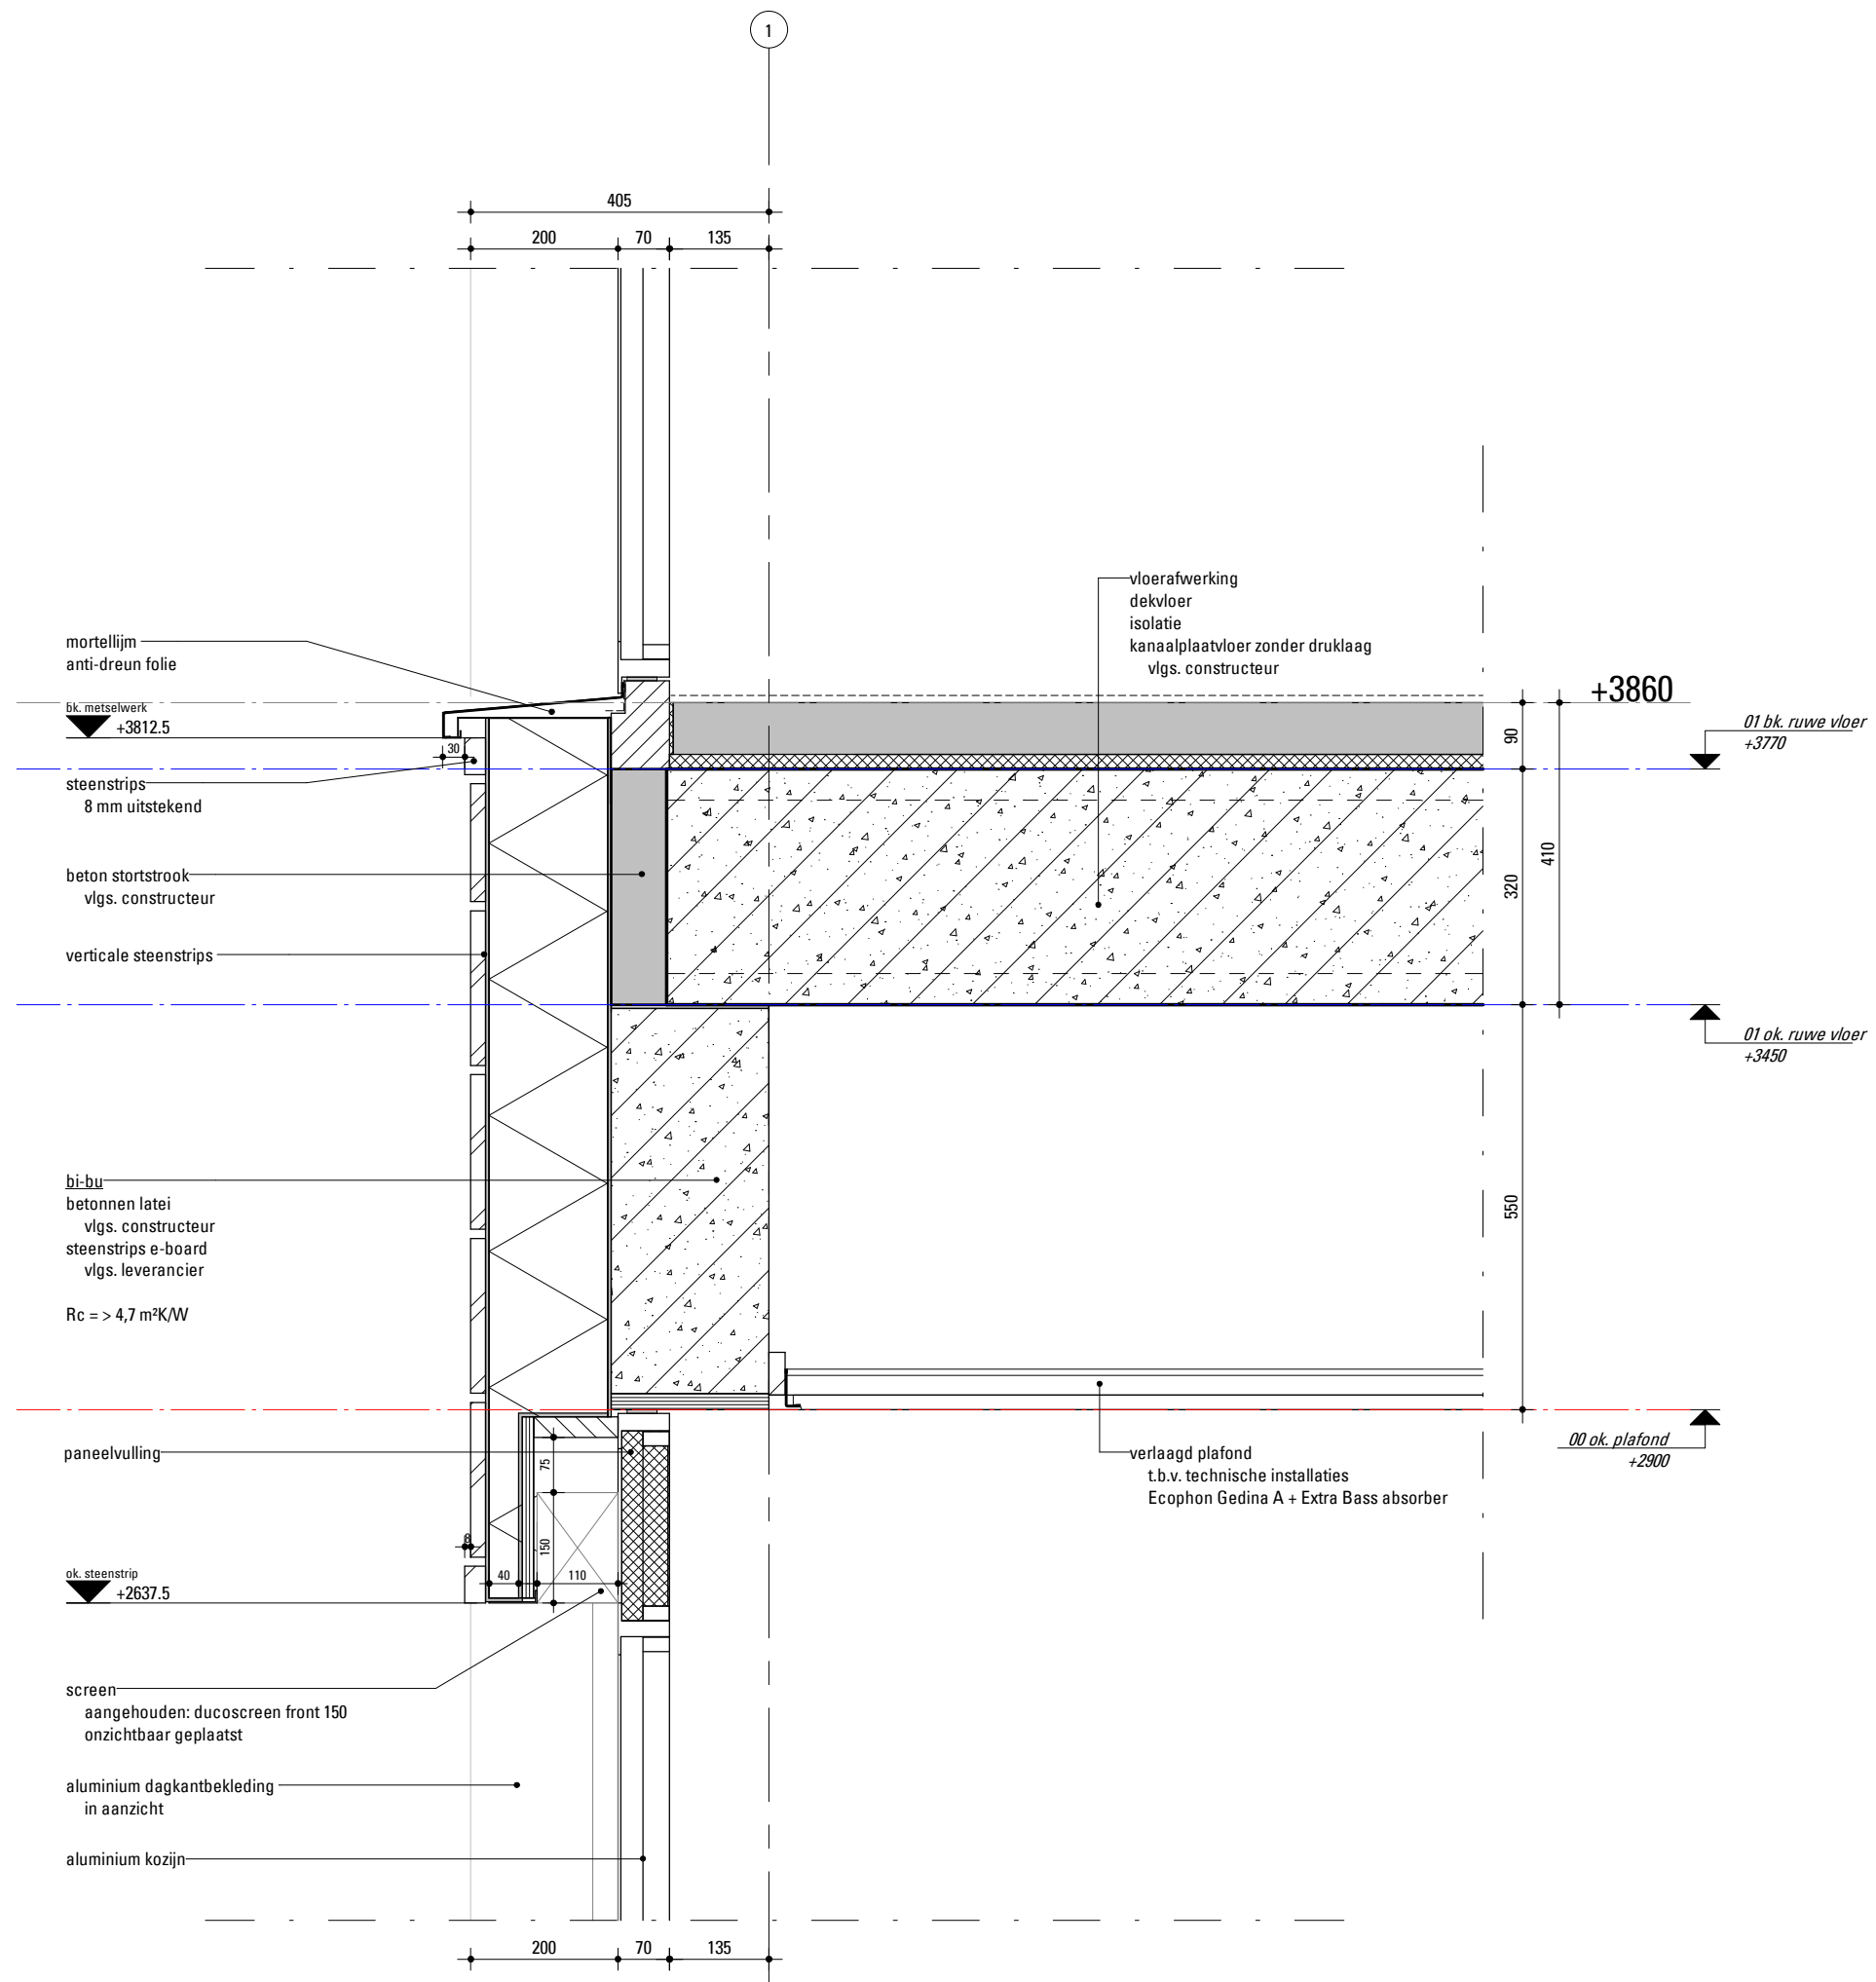 1
405
200
70
135
vloerafwerking
dekvloer
isolatie
kanaalplaatvloer zonder druklaag
vlgs. constructeur
mortellijm
anti-dreun folie
+3860
bk. metselwerk
+3812.5
01 bk. ruwe vloer
+3770
30
90
steenstrips
8 mm uitstekend
beton stortstrook
vlgs. constructeur
320
410
verticale steenstrips
01 ok. ruwe vloer
+3450
bi-bu
betonnen latei
vlgs. constructeur
steenstrips e-board
vlgs. leverancier
Rc = > 4,7 m²K/W
550
paneelvulling
75
verlaagd plafond
t.b.v. technische installaties
Ecophon Gedina A + Extra Bass absorber
00 ok. plafond
+2900
8
150
40
110
ok. steenstrip
+2637.5
screen
aangehouden: ducoscreen front 150
onzichtbaar geplaatst
aluminium dagkantbekleding
in aanzicht
aluminium kozijn
200
70
135